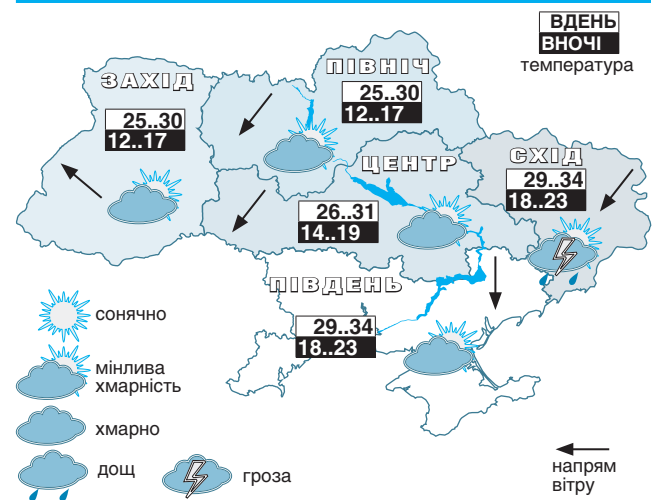 ВДЕНЬ
ВНОЧІ
температура
ЗАХІД
25..30
12..17
ПІВНІЧ
25..30
12..17
ЦЕНТР
26..31
14..19
СХІД
29..34
18..23
ПІВДЕНЬ
29..34
18..23
сонячно
мінлива
хмарність
хмарно
дощ
гроза
напрям
вітру